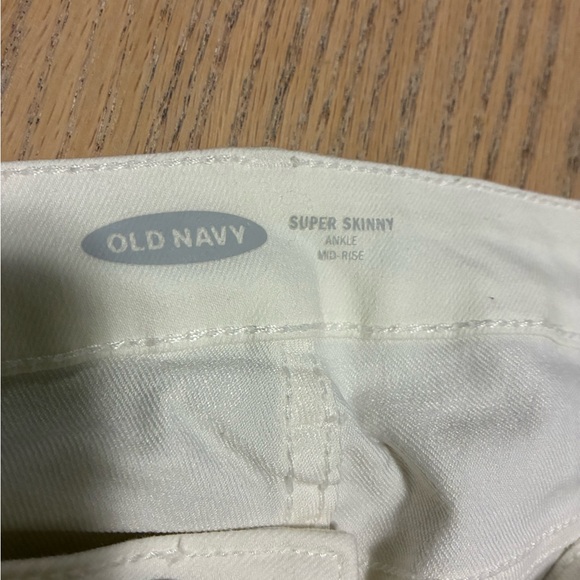 OLD NAVY
SUPER SKINNY
ANKLE
MID-RISE